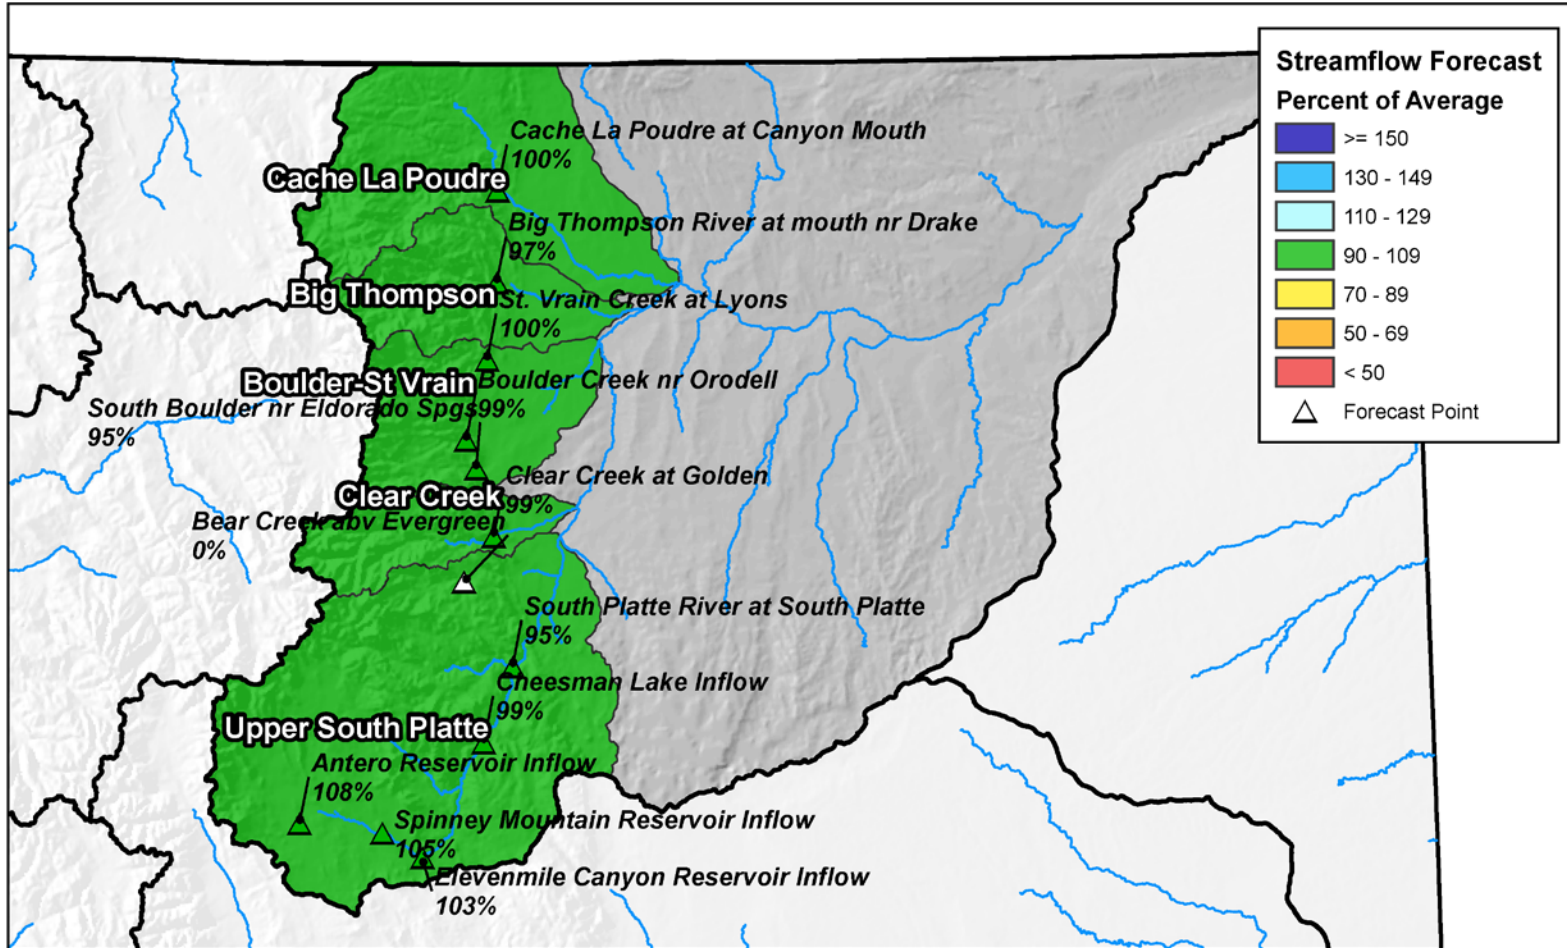 Streamflow Forecast
Percent of Average
>= 150
130 - 149
110 - 129
90 - 109
70 - 89
50 - 69
< 50
Forecast Point
Cache La Poudre at Canyon Mouth
100%
Cache La Poudre
Big Thompson River at mouth nr Drake
97%
Big Thompson
St. Vrain Creek at Lyons
100%
Boulder-St Vrain
Boulder Creek nr Orodell
99%
South Boulder nr Eldorado Spgs
95%
Clear Creek at Golden
99%
Clear Creek
Bear Creek abv Evergreen
0%
South Platte River at South Platte
95%
Cheesman Lake Inflow
99%
Upper South Platte
Antero Reservoir Inflow
108%
Spinney Mountain Reservoir Inflow
105%
Elevenmile Canyon Reservoir Inflow
103%